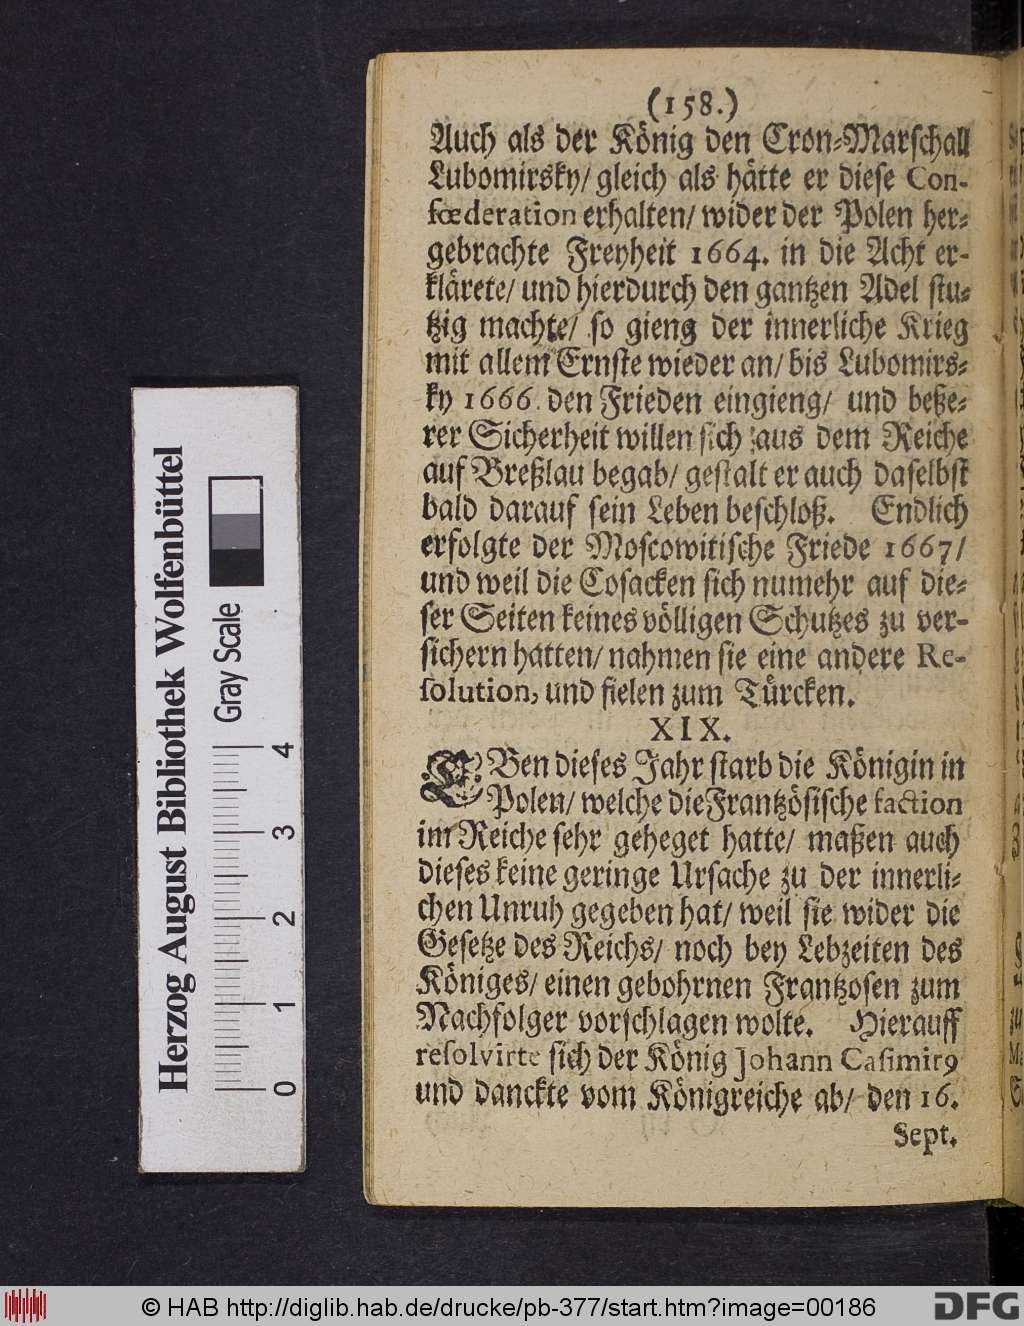 (158.)
Auch als der König den Cron-Marschall
Lubomirsky/ gleich als hätte er diese Con-
fœderation erhalten/ wider der Polen her-
gebrachte Freyheit 1664. in die Acht er-
klärete/ und hierdurch den gantzen Adel stu-
tzig machte/ so gieng der innerliche Krieg
mit allem Ernste wieder an/ bis Lubomirs-
ky 1666. den Frieden eingieng/ und beße-
rer Sicherheit willen sich aus dem Reiche
auf Breßlau begab/ gestalt er auch daselbst
bald darauf sein Leben beschloß. Endlich
erfolgte der Moscowitische Friede 1667/
und weil die Cosacken sich numehr auf die-
ser Seiten keines völligen Schutzes zu ver-
sichern hatten/ nahmen sie eine andere Re-
solution, und fielen zum Türcken.
XIX.
EBen dieses Jahr starb die Königin in
Polen/ welche die Frantzösische faction
im Reiche sehr geheget hatte/ maßen auch
dieses keine geringe Ursache zu der innerli-
chen Unruh gegeben hat/ weil sie wider die
Gesetze des Reichs/ noch bey Lebzeiten des
Königes/ einen gebohrnen Frantzosen zum
Nachfolger vorschlagen wolte. Hierauff
resolvirte sich der König Johann Casimirꝰ
und danckte vom Königreiche ab/ den 16.
Sept.
Herzog August Bibliothek Wolfenbüttel
Gray Scale
0 1 2 3 4
© HAB http://diglib.hab.de/drucke/pb-377/start.htm?image=00186
DFG